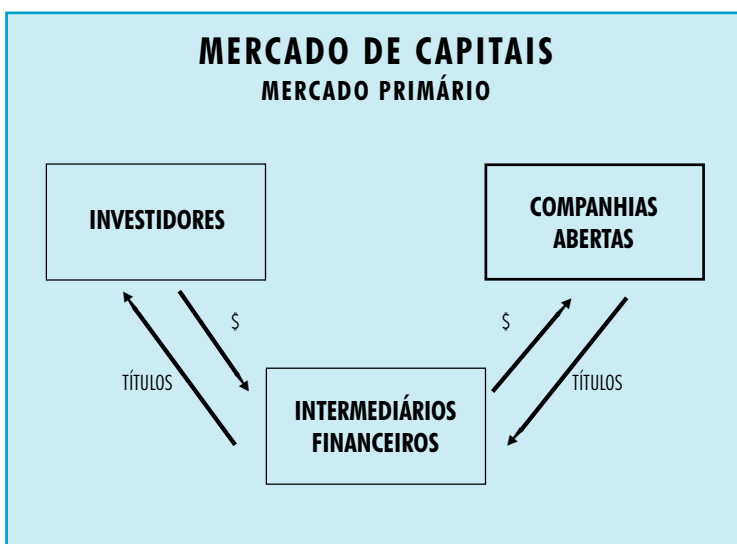 MERCADO DE CAPITAIS
MERCADO PRIMÁRIO
INVESTIDORES
COMPANHIAS
ABERTAS
$
$
TÍTULOS
TÍTULOS
INTERMEDIÁRIOS
FINANCEIROS